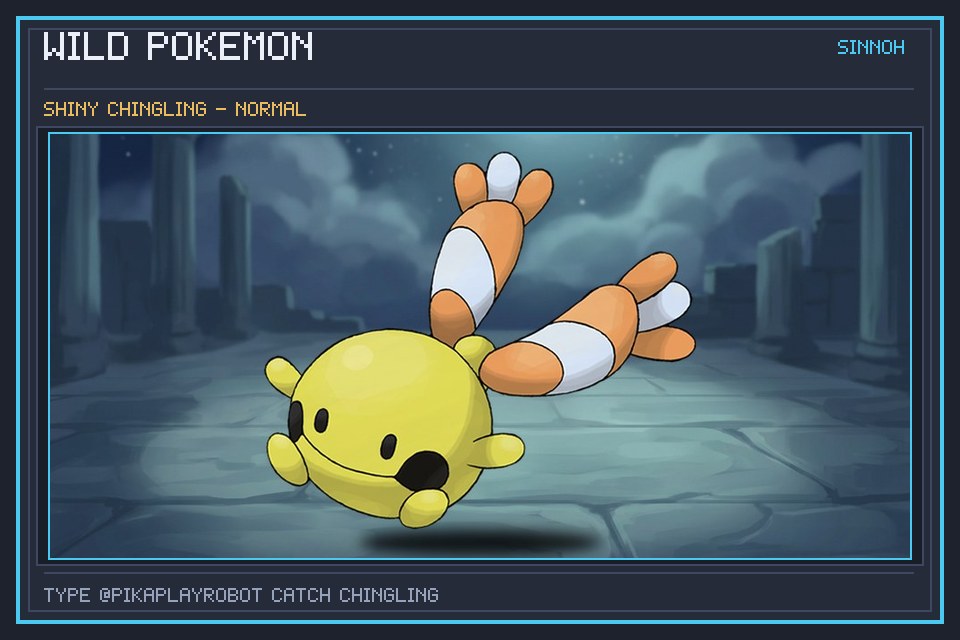 WILD POKEMON
SINNOH
SHINY CHINGLING - NORMAL
TYPE @PIKAPLAYROBOT CATCH CHINGLING